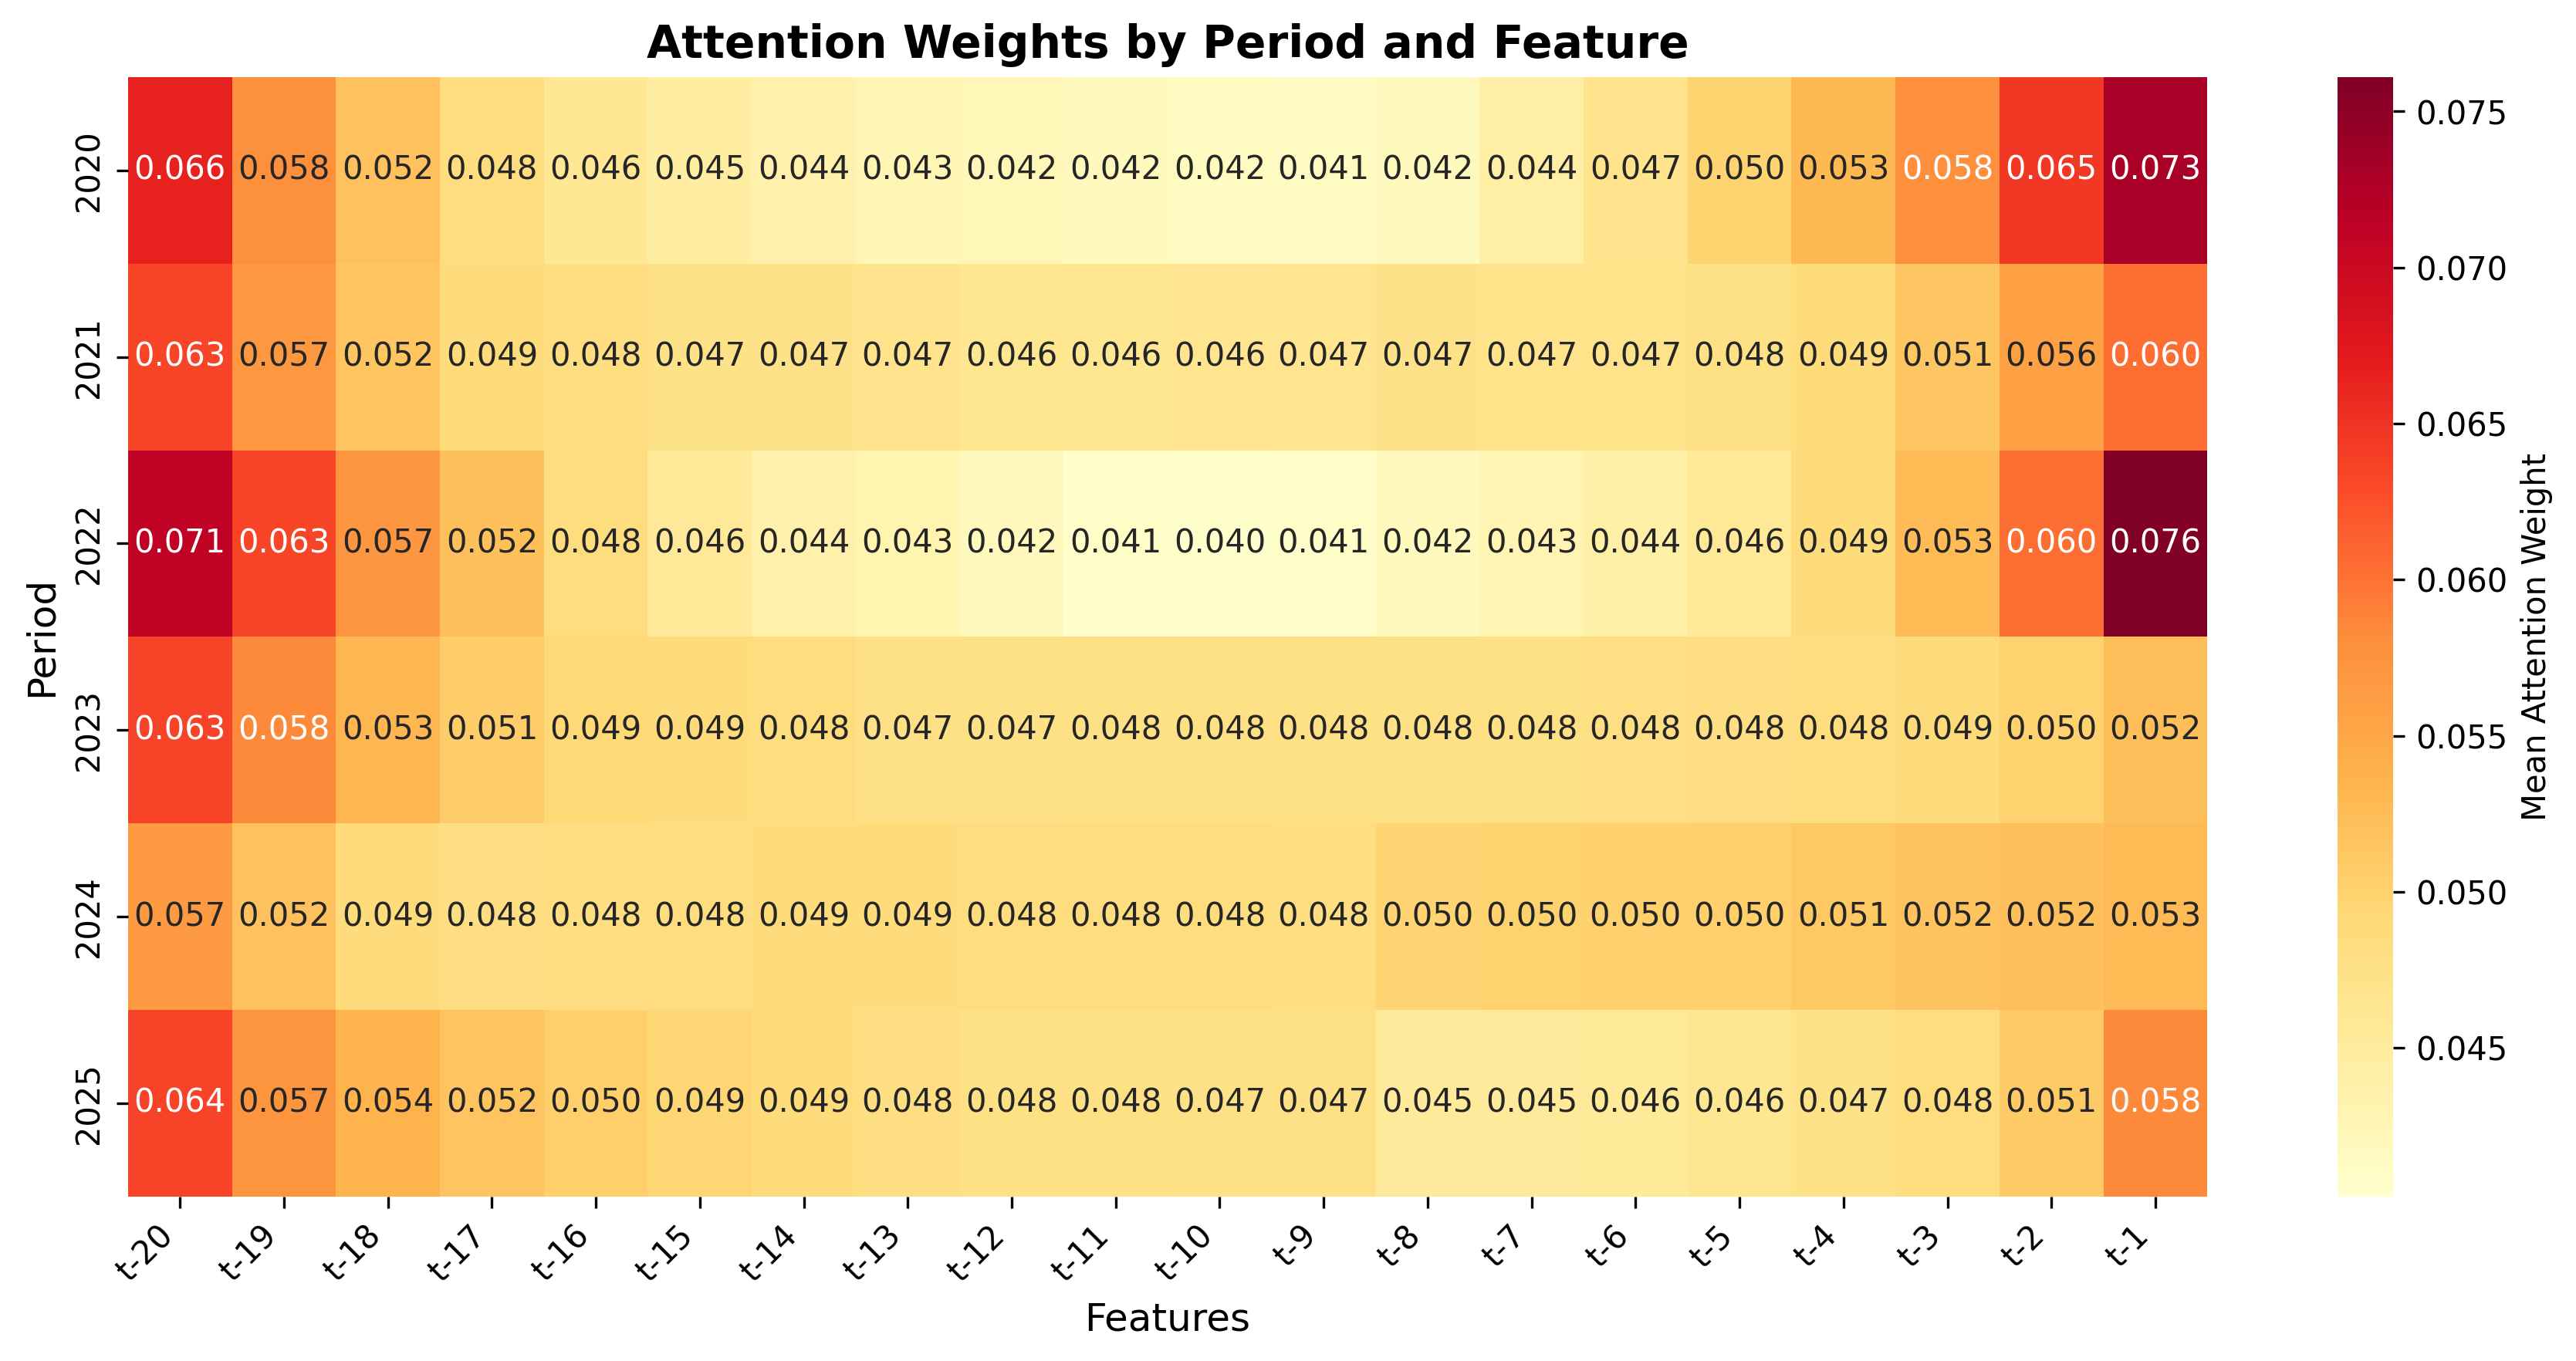 Attention Weights by Period and Feature
2020
0.066 0.058 0.052 0.048 0.046 0.045 0.044 0.043 0.042 0.042 0.042 0.041 0.042 0.044 0.047 0.050 0.053 0.058 0.065 0.073
2021
0.063 0.057 0.052 0.049 0.048 0.047 0.047 0.047 0.046 0.046 0.046 0.047 0.047 0.047 0.047 0.048 0.049 0.051 0.056 0.060
2022
0.071 0.063 0.057 0.052 0.048 0.046 0.044 0.043 0.042 0.041 0.040 0.041 0.042 0.043 0.044 0.046 0.049 0.053 0.060 0.076
2023
0.063 0.058 0.053 0.051 0.049 0.049 0.048 0.047 0.047 0.048 0.048 0.048 0.048 0.048 0.048 0.048 0.048 0.049 0.050 0.052
2024
0.057 0.052 0.049 0.048 0.048 0.048 0.049 0.049 0.048 0.048 0.048 0.048 0.050 0.050 0.050 0.050 0.051 0.052 0.052 0.053
2025
0.064 0.057 0.054 0.052 0.050 0.049 0.049 0.048 0.048 0.048 0.047 0.047 0.045 0.045 0.046 0.046 0.047 0.048 0.051 0.058
Period
t-20 t-19 t-18 t-17 t-16 t-15 t-14 t-13 t-12 t-11 t-10 t-9 t-8 t-7 t-6 t-5 t-4 t-3 t-2 t-1
Features
0.075
0.070
0.065
0.060
0.055
0.050
0.045
Mean Attention Weight